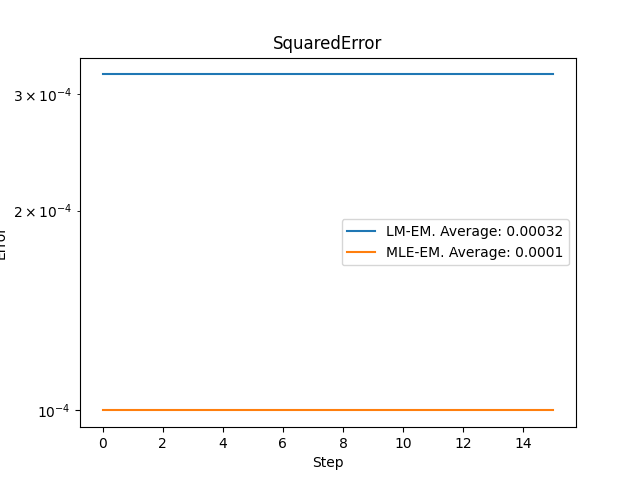 SquaredError
3 × 10⁻⁴
2 × 10⁻⁴
10⁻⁴
Error
LM-EM. Average: 0.00032
MLE-EM. Average: 0.0001
0 2 4 6 8 10 12 14
Step